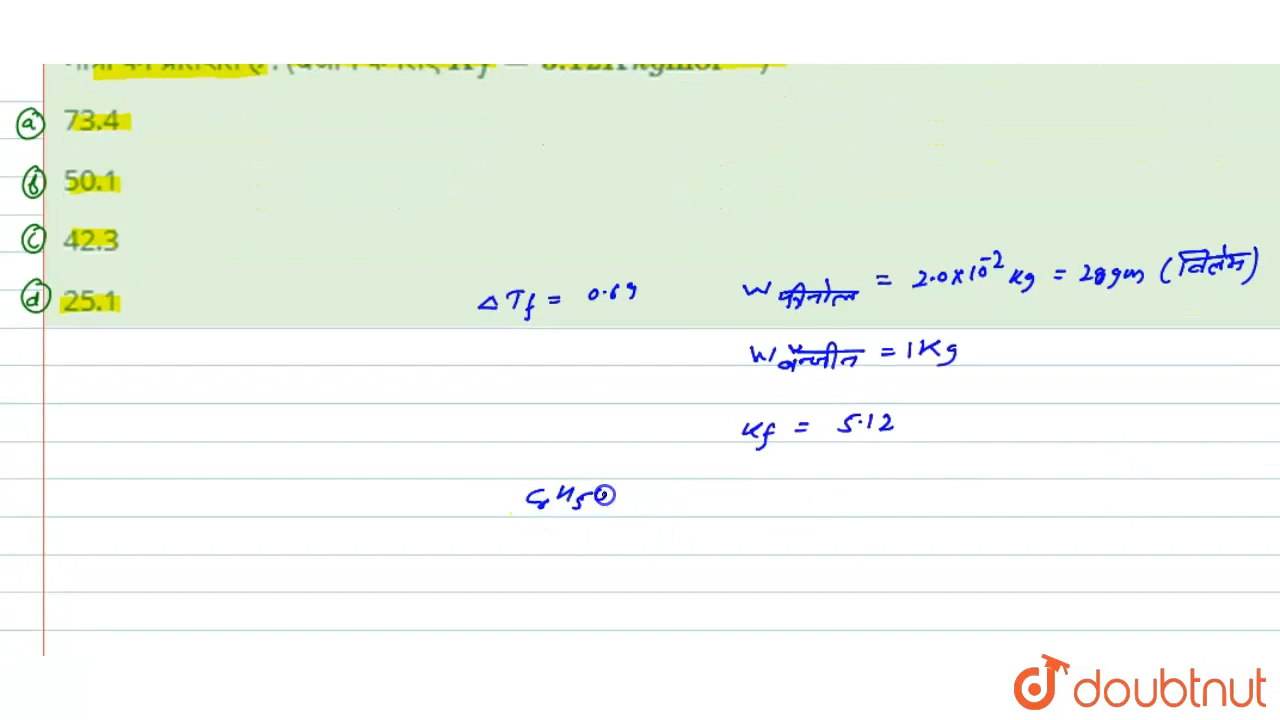 (a) 73.4
(b) 50.1
(c) 42.3
(d) 25.1
ΔTf = 0.69
W फीनोल = 2.0×10⁻² Kg = 20gm (विलेय)
W बेन्जीन = 1Kg
Kf = 5.12
C6H5O
doubtnut